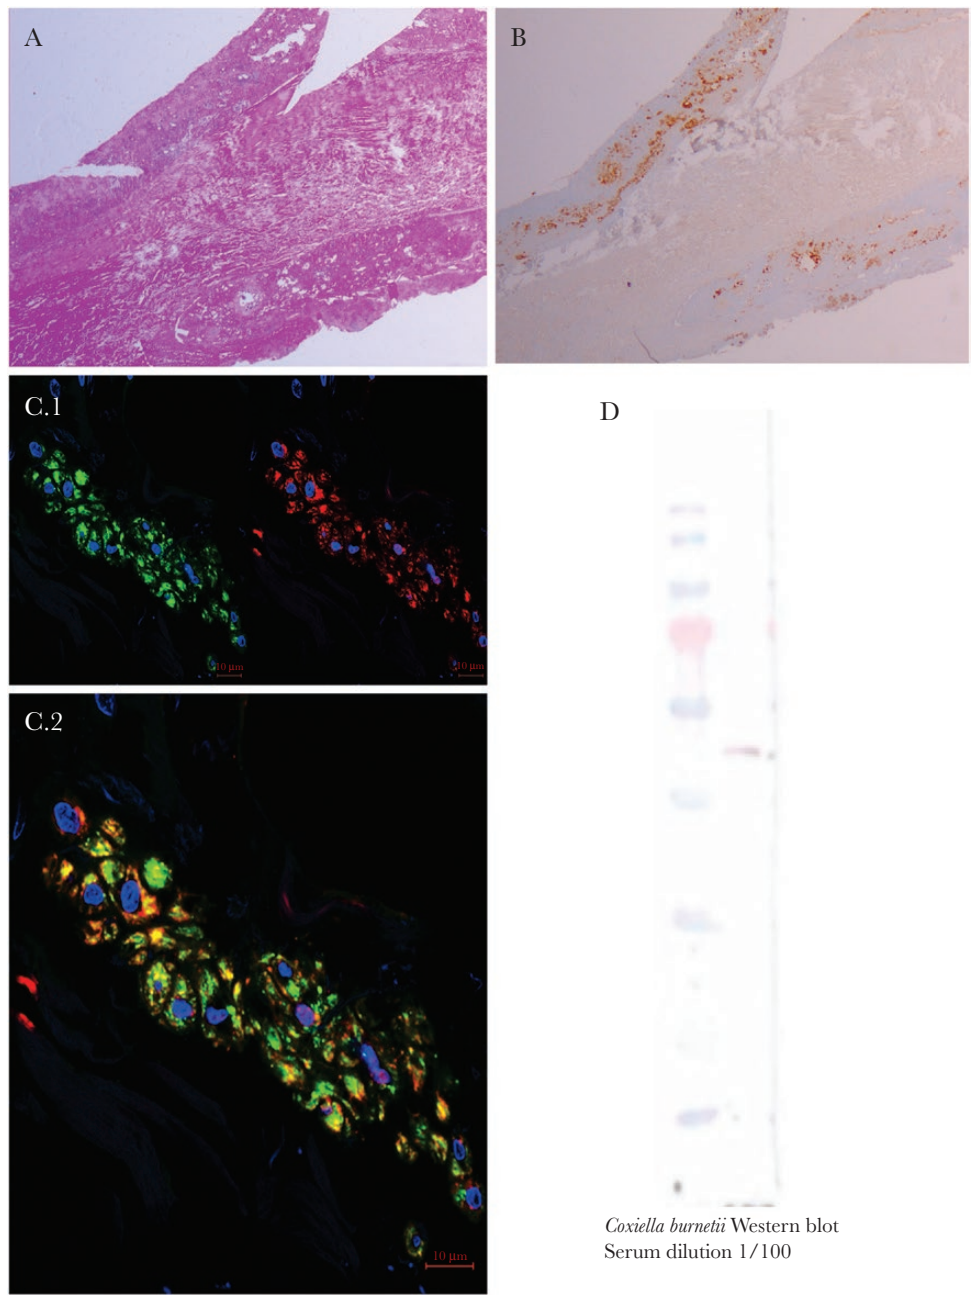 A
B
C.1
10 µm
10 µm
C.2
10 µm
D
Coxiella burnetii Western blot
Serum dilution 1/100